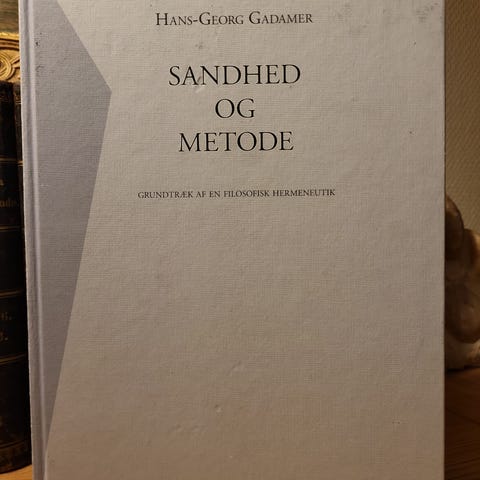 HANS-GEORG GADAMER
SANDHED
OG
METODE
GRUNDTRÆK AF EN FILOSOFISK HERMENEUTIK